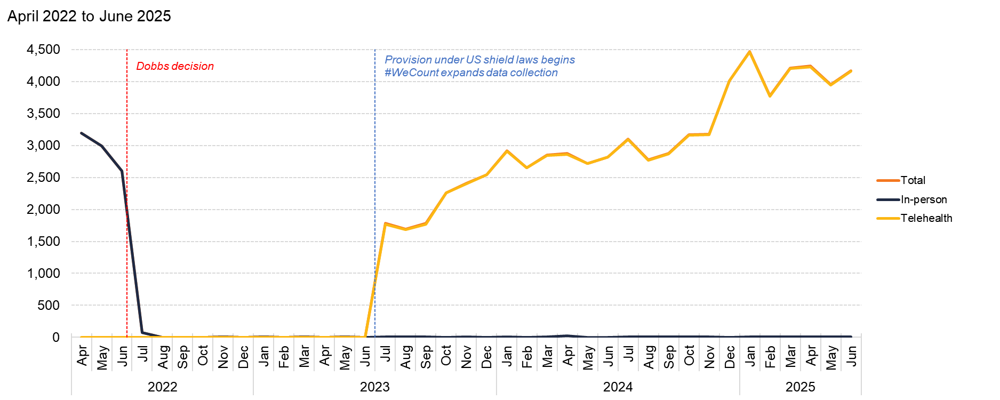 April 2022 to June 2025
4,500
4,000
3,500
3,000
2,500
2,000
1,500
1,000
500
0
Dobbs decision
Provision under US shield laws begins
#WeCount expands data collection
Total
In-person
Telehealth
Apr May Jun Jul Aug Sep Oct Nov Dec Jan Feb Mar Apr May Jun Jul Aug Sep Oct Nov Dec Jan Feb Mar Apr May Jun Jul Aug Sep Oct Nov Dec Jan Feb Mar Apr May Jun
2022 2023 2024 2025